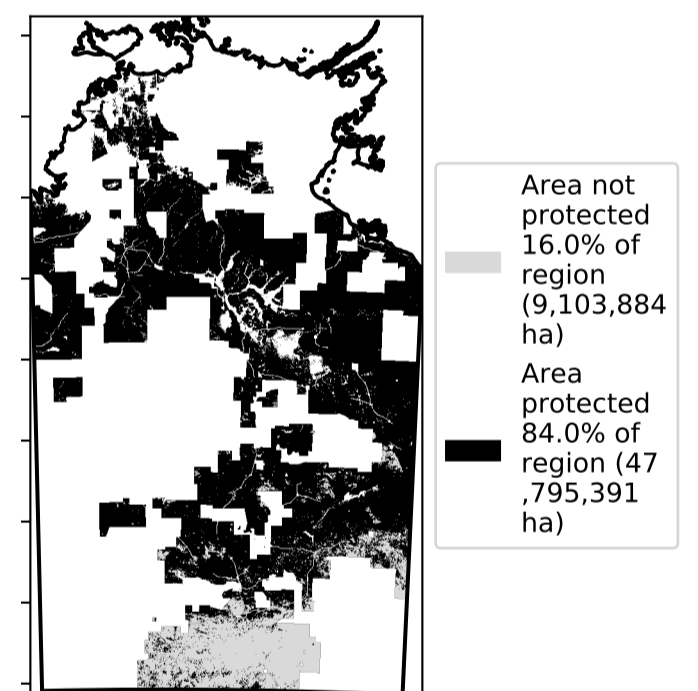 Area not
protected
16.0% of
region
(9,103,884
ha)
Area
protected
84.0% of
region (47
,795,391
ha)